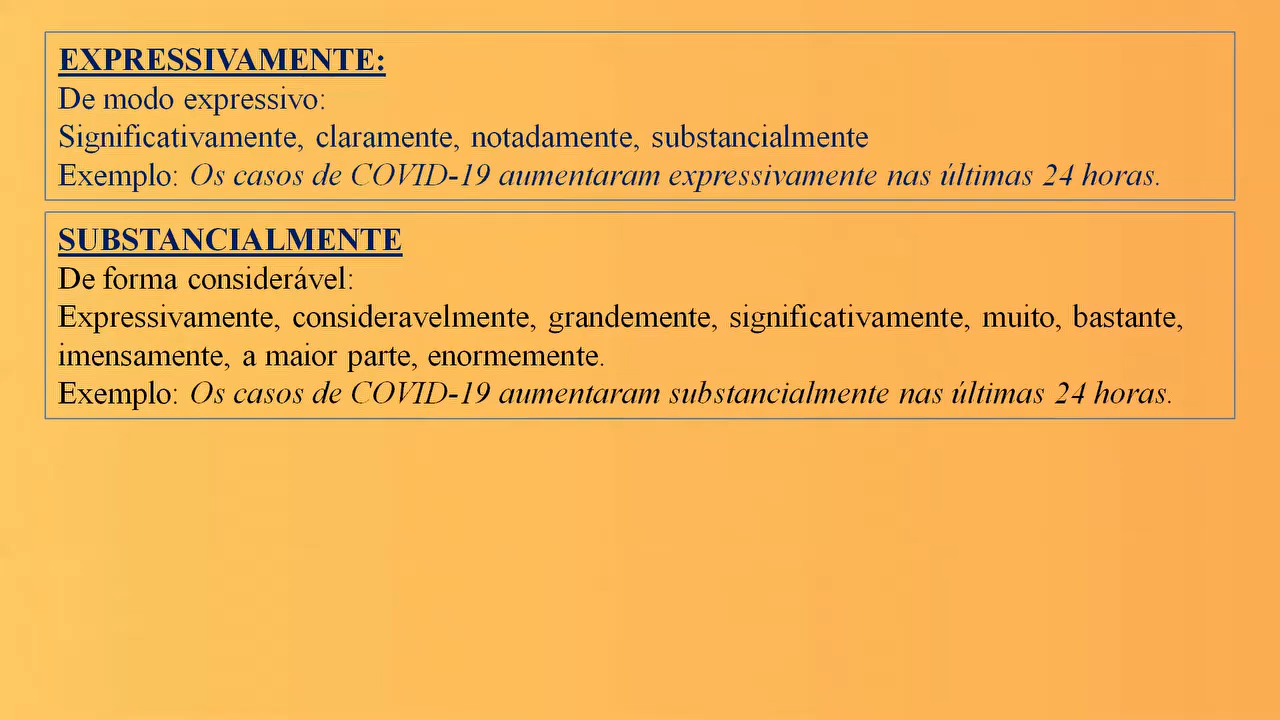 EXPRESSIVAMENTE:
De modo expressivo:
Significativamente, claramente, notadamente, substancialmente
Exemplo: Os casos de COVID-19 aumentaram expressivamente nas últimas 24 horas.
SUBSTANCIALMENTE
De forma considerável:
Expressivamente, consideravelmente, grandemente, significativamente, muito, bastante,
imensamente, a maior parte, enormemente.
Exemplo: Os casos de COVID-19 aumentaram substancialmente nas últimas 24 horas.